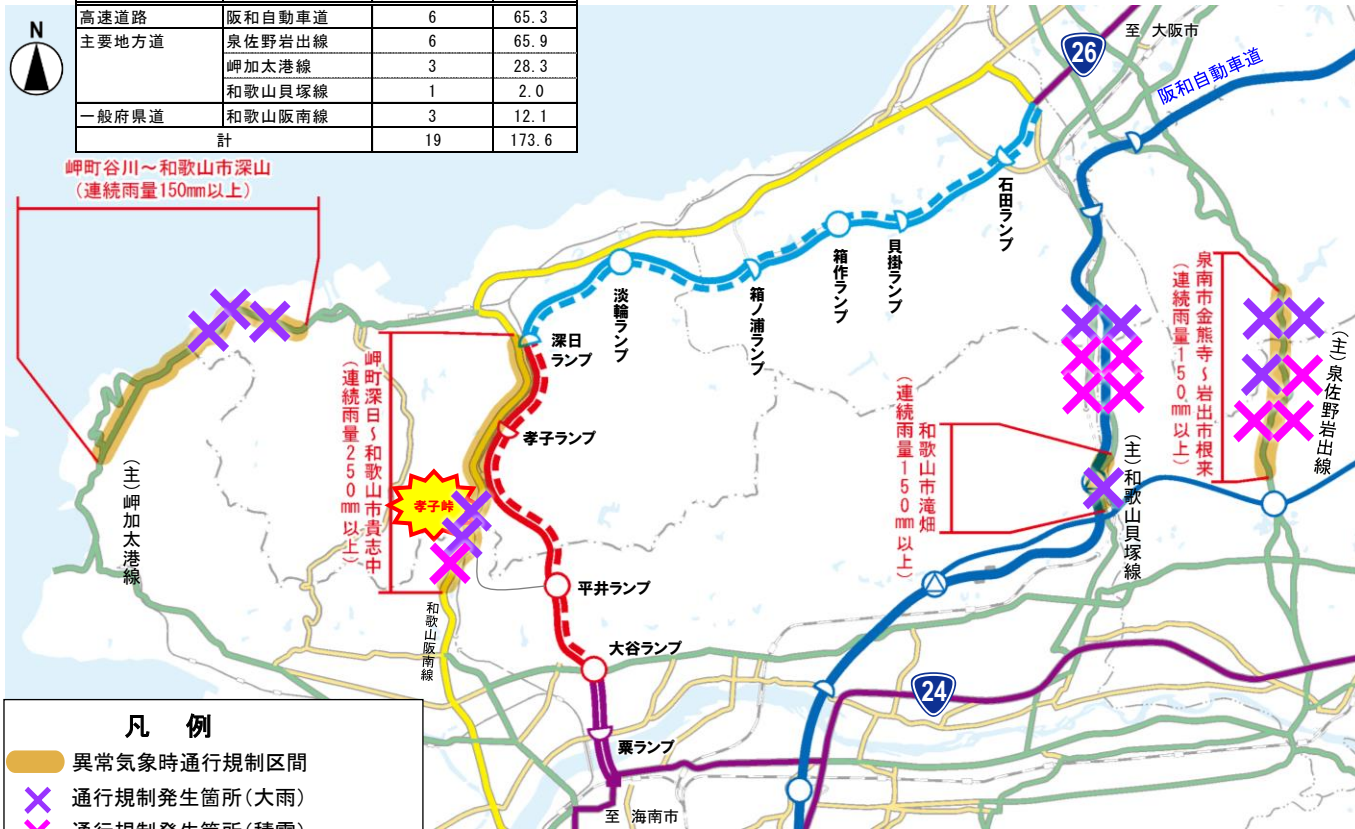 高速道路 阪和自動車道 6 65.3
主要地方道 泉佐野岩出線 6 65.9
岬加太港線 3 28.3
和歌山貝塚線 1 2.0
一般府県道 和歌山阪南線 3 12.1
計 19 173.6
N
26
至 大阪市
阪和自動車道
岬町谷川～和歌山市深山
(連続雨量150mm以上)
石田ランプ
貝掛ランプ
箱作ランプ
箱ノ浦ランプ
淡輪ランプ
深日
ランプ
泉南市金熊寺～岩出市根来
(連続雨量150mm以上)
(主)泉佐野岩出線
岬町深日～和歌山市貴志中
(連続雨量250mm以上)
孝子ランプ
孝子峠
和歌山市滝畑
(連続雨量150mm以上)
(主)和歌山貝塚線
(主)岬加太港線
平井ランプ
和歌山阪南線
大谷ランプ
24
粟ランプ
至 海南市
凡 例
異常気象時通行規制区間
通行規制発生箇所(大雨)
通行規制発生箇所(積雪)